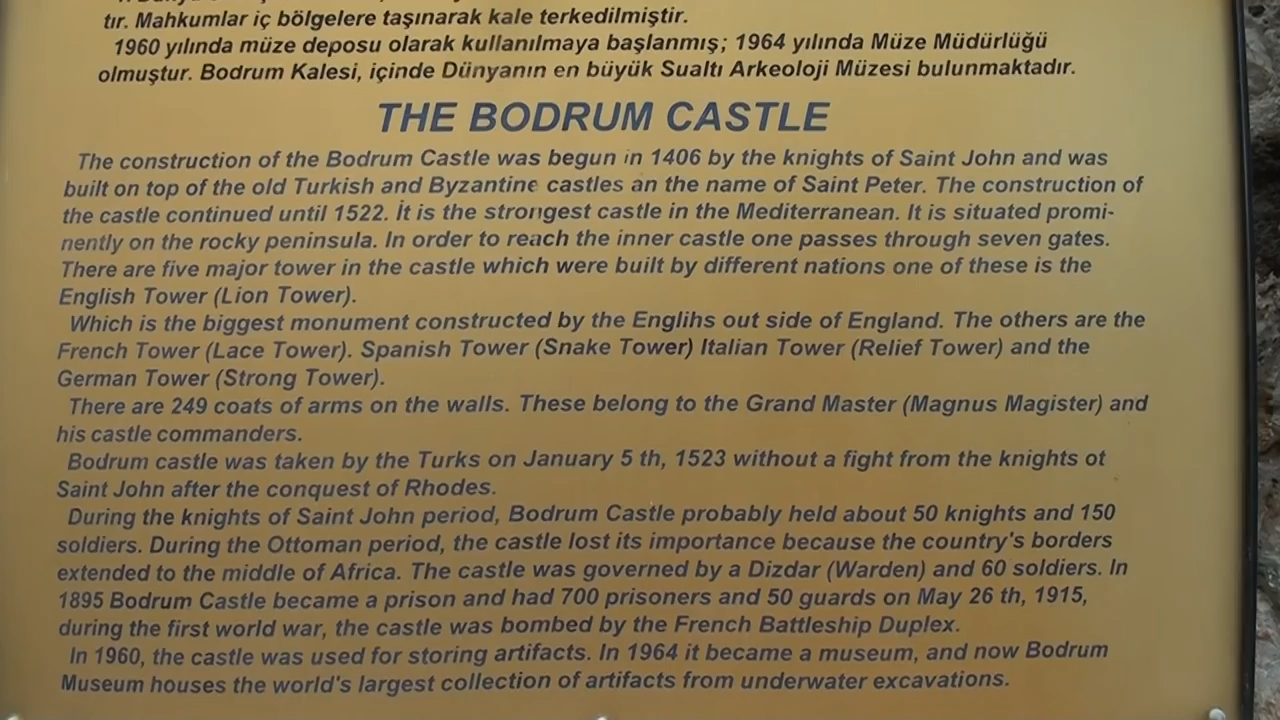 tır. Mahkumlar iç bölgelere taşınarak kale terkedilmiştir.
1960 yılında müze deposu olarak kullanılmaya başlanmış; 1964 yılında Müze Müdürlüğü
olmuştur. Bodrum Kalesi, içinde Dünyanın en büyük Sualtı Arkeoloji Müzesi bulunmaktadır.
THE BODRUM CASTLE
The construction of the Bodrum Castle was begun in 1406 by the knights of Saint John and was
built on top of the old Turkish and Byzantine castles an the name of Saint Peter. The construction of
the castle continued until 1522. İt is the strongest castle in the Mediterranean. It is situated promi-
nently on the rocky peninsula. In order to reach the inner castle one passes through seven gates.
There are five major tower in the castle which were built by different nations one of these is the
English Tower (Lion Tower).
Which is the biggest monument constructed by the Englihs out side of England. The others are the
French Tower (Lace Tower). Spanish Tower (Snake Tower) Italian Tower (Relief Tower) and the
German Tower (Strong Tower).
There are 249 coats of arms on the walls. These belong to the Grand Master (Magnus Magister) and
his castle commanders.
Bodrum castle was taken by the Turks on January 5 th, 1523 without a fight from the knights of
Saint John after the conquest of Rhodes.
During the knights of Saint John period, Bodrum Castle probably held about 50 knights and 150
soldiers. During the Ottoman period, the castle lost its importance because the country's borders
extended to the middle of Africa. The castle was governed by a Dizdar (Warden) and 60 soldiers. In
1895 Bodrum Castle became a prison and had 700 prisoners and 50 guards on May 26 th, 1915,
during the first world war, the castle was bombed by the French Battleship Duplex.
In 1960, the castle was used for storing artifacts. In 1964 it became a museum, and now Bodrum
Museum houses the world's largest collection of artifacts from underwater excavations.